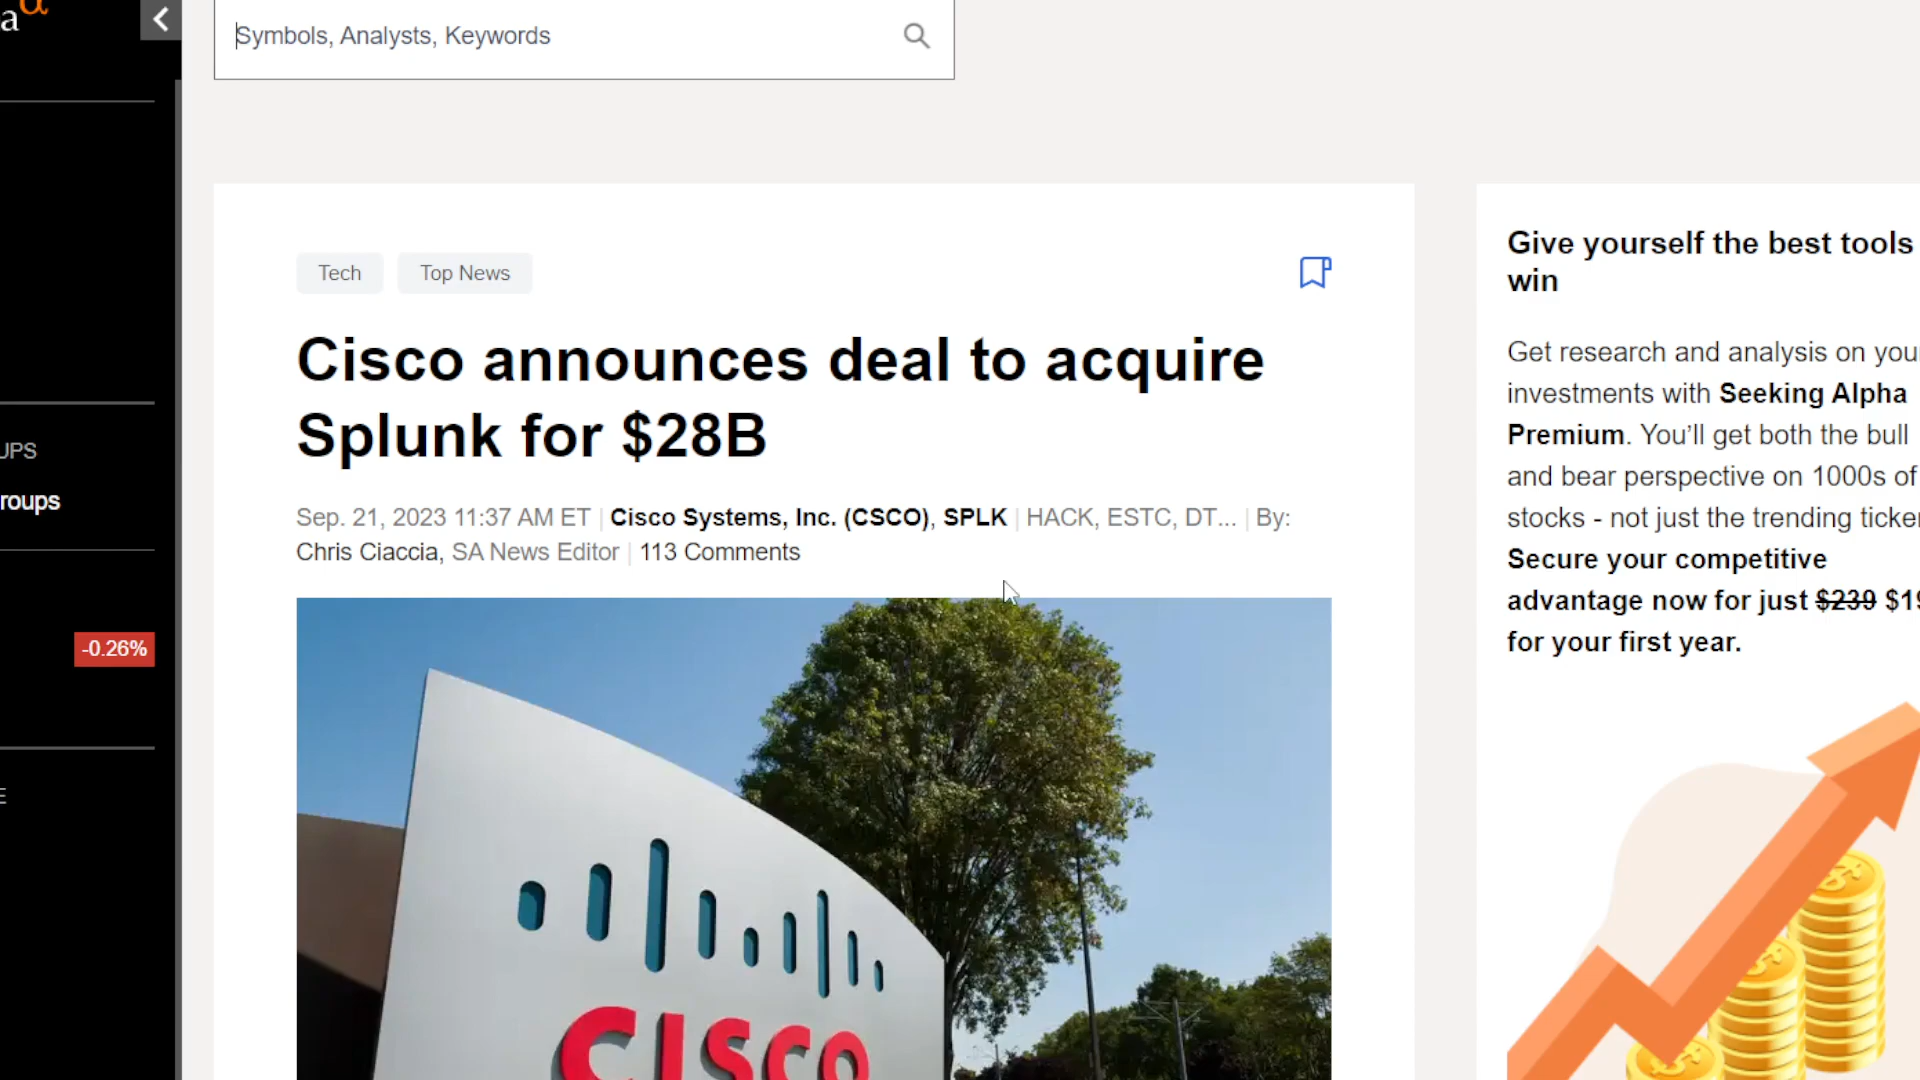 a
α
Symbols, Analysts, Keywords
UPS
roups
-0.26%
E
Tech
Top News
Cisco announces deal to acquire
Splunk for $28B
Sep. 21, 2023 11:37 AM ET | Cisco Systems, Inc. (CSCO), SPLK | HACK, ESTC, DT... | By:
Chris Ciaccia, SA News Editor | 113 Comments
CISCO
Give yourself the best tools
win
Get research and analysis on your
investments with Seeking Alpha
Premium. You’ll get both the bull
and bear perspective on 1000s of
stocks - not just the trending ticker
Secure your competitive
advantage now for just $239 $19
for your first year.